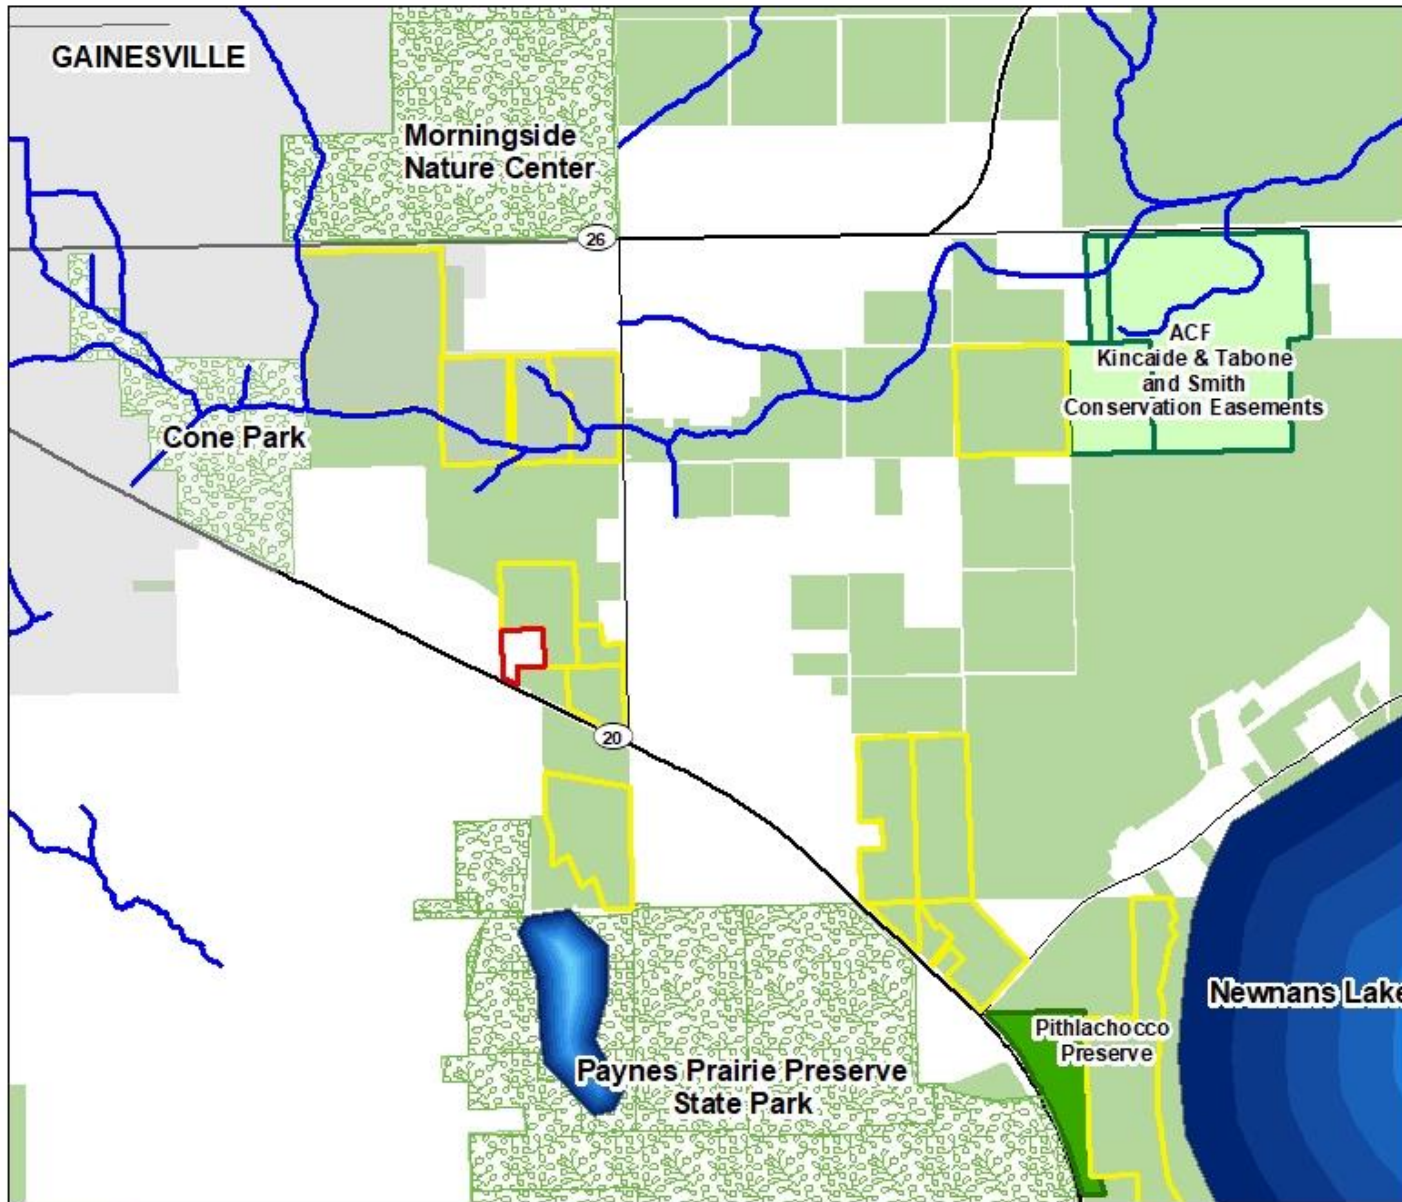 GAINESVILLE
Morningside
Nature Center
26
ACF
Kincaide & Tabone
and Smith
Conservation Easements
Cone Park
20
Newnans Lake
Pithlachocco
Preserve
Paynes Prairie Preserve
State Park